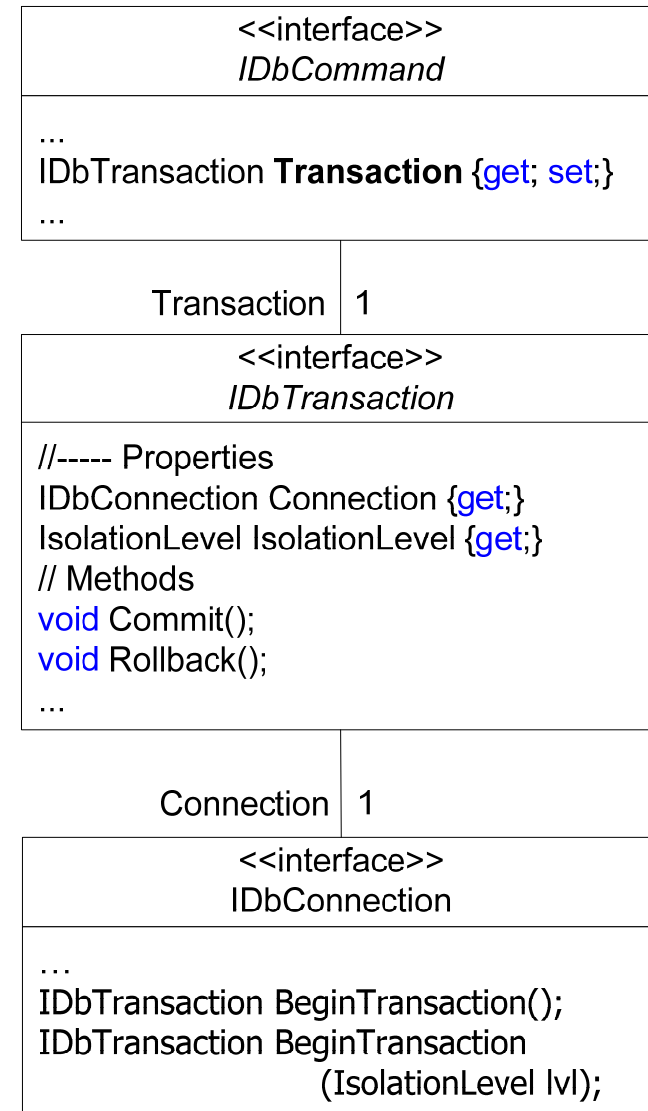 <<interface>>
IDbCommand
...
IDbTransaction Transaction {get; set;}
...
Transaction 1
<<interface>>
IDbTransaction
//----- Properties
IDbConnection Connection {get;}
IsolationLevel IsolationLevel {get;}
// Methods
void Commit();
void Rollback();
...
Connection 1
<<interface>>
IDbConnection
...
IDbTransaction BeginTransaction();
IDbTransaction BeginTransaction
(IsolationLevel lvl);